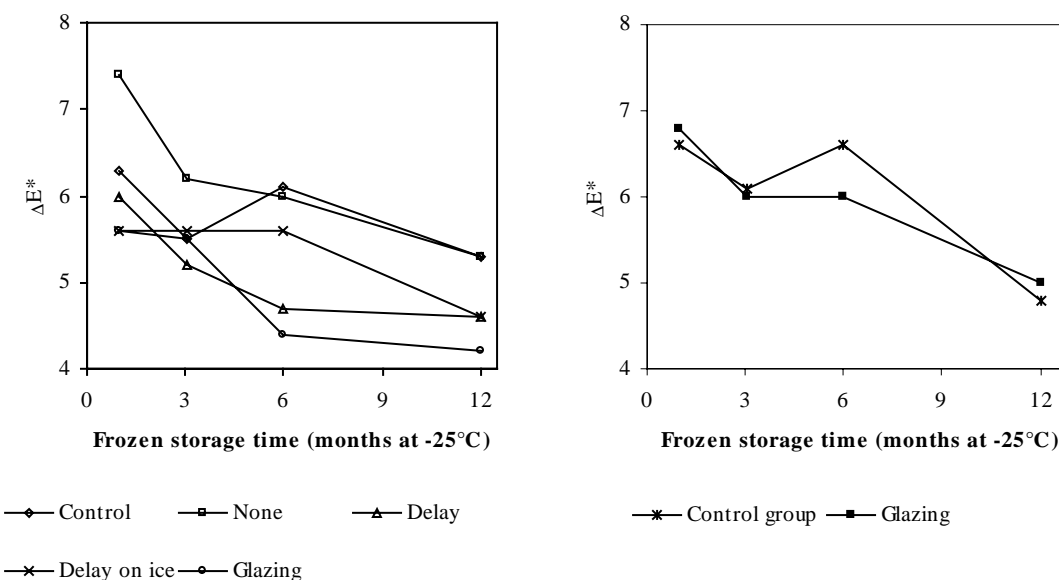 8
7
6
5
4
ΔE*
0 3 6 9 12
Frozen storage time (months at -25°C)
Control None Delay
Delay on ice Glazing
8
7
6
5
4
ΔE*
0 3 6 9 12
Frozen storage time (months at -25°C)
Control group Glazing